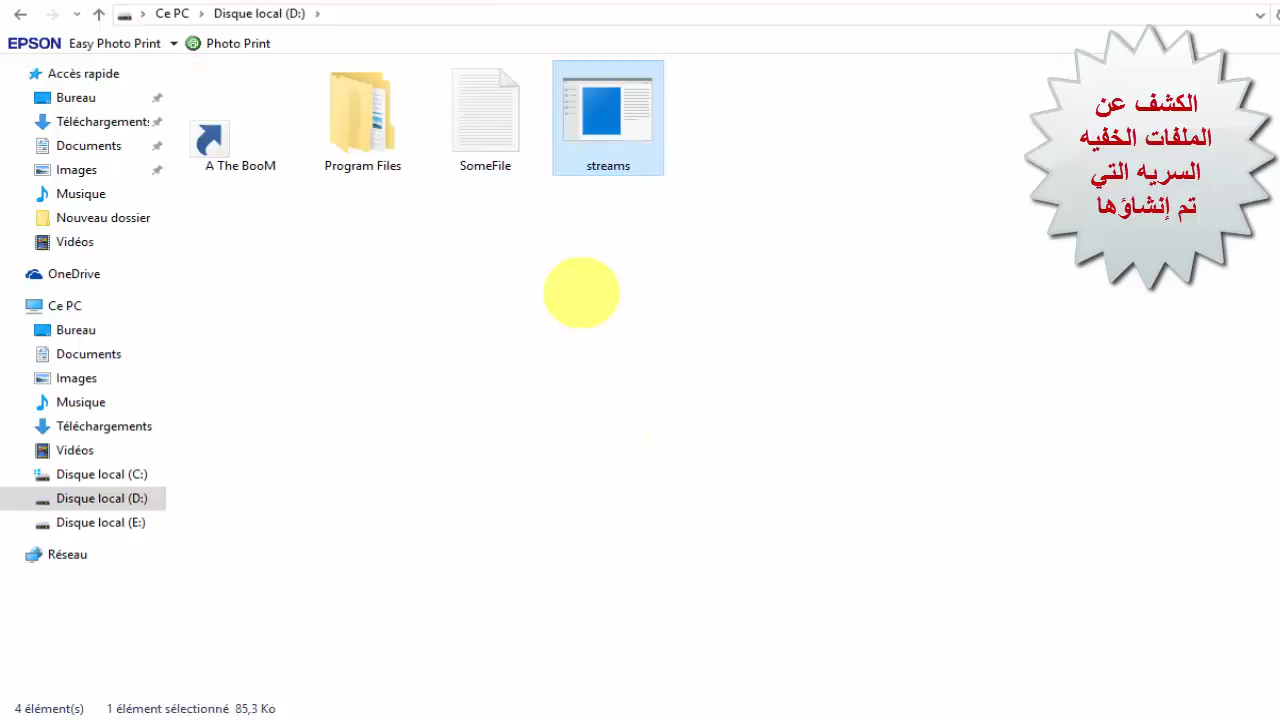 Ce PC
Disque local (D:)
EPSON Easy Photo Print
Photo Print
Accès rapide
Bureau
Téléchargements
Documents
Images
Musique
Nouveau dossier
Vidéos
OneDrive
Ce PC
Bureau
Documents
Images
Musique
Téléchargements
Vidéos
Disque local (C:)
Disque local (D:)
Disque local (E:)
Réseau
A The BooM
Program Files
SomeFile
streams
الكشف عن
الملفات الخفيه
السريه التي
تم إنشاؤها
4 élément(s)
1 élément sélectionné 85,3 Ko